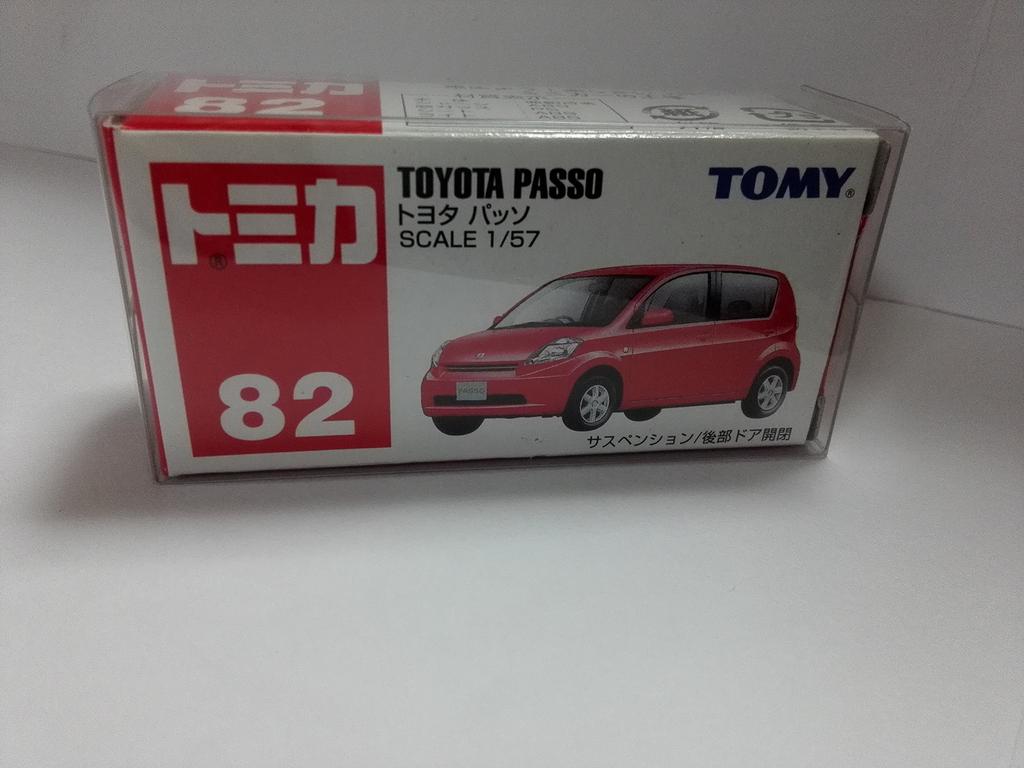 トミカ
82
トミカ®
82
TOYOTA PASSO
トヨタ パッソ
SCALE 1/57
TOMY®
PASSO
サスペンション/後部ドア開閉